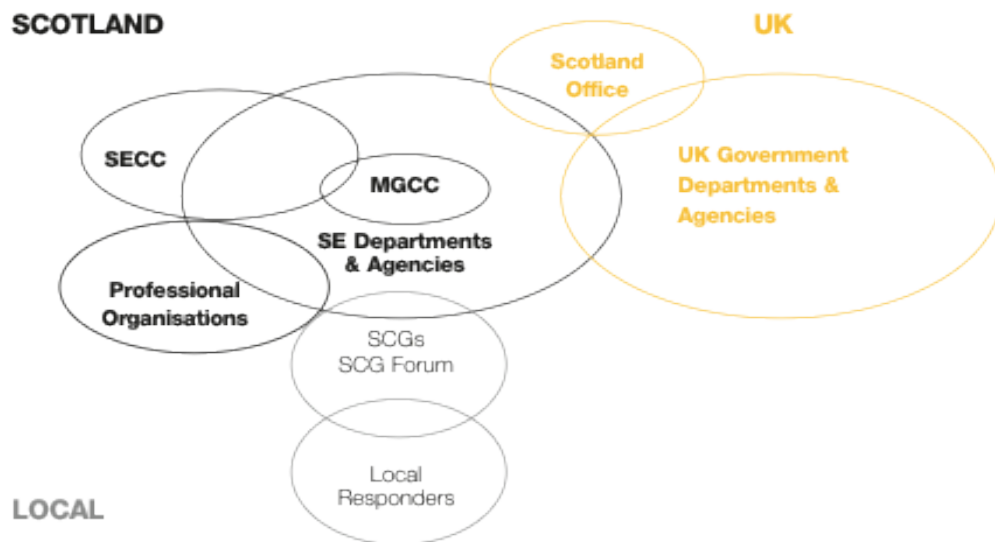 SCOTLAND
UK
Scotland
Office
SECC
MGCC
UK Government
Departments &
Agencies
SE Departments
& Agencies
Professional
Organisations
SCGs
SCG Forum
Local
Responders
LOCAL